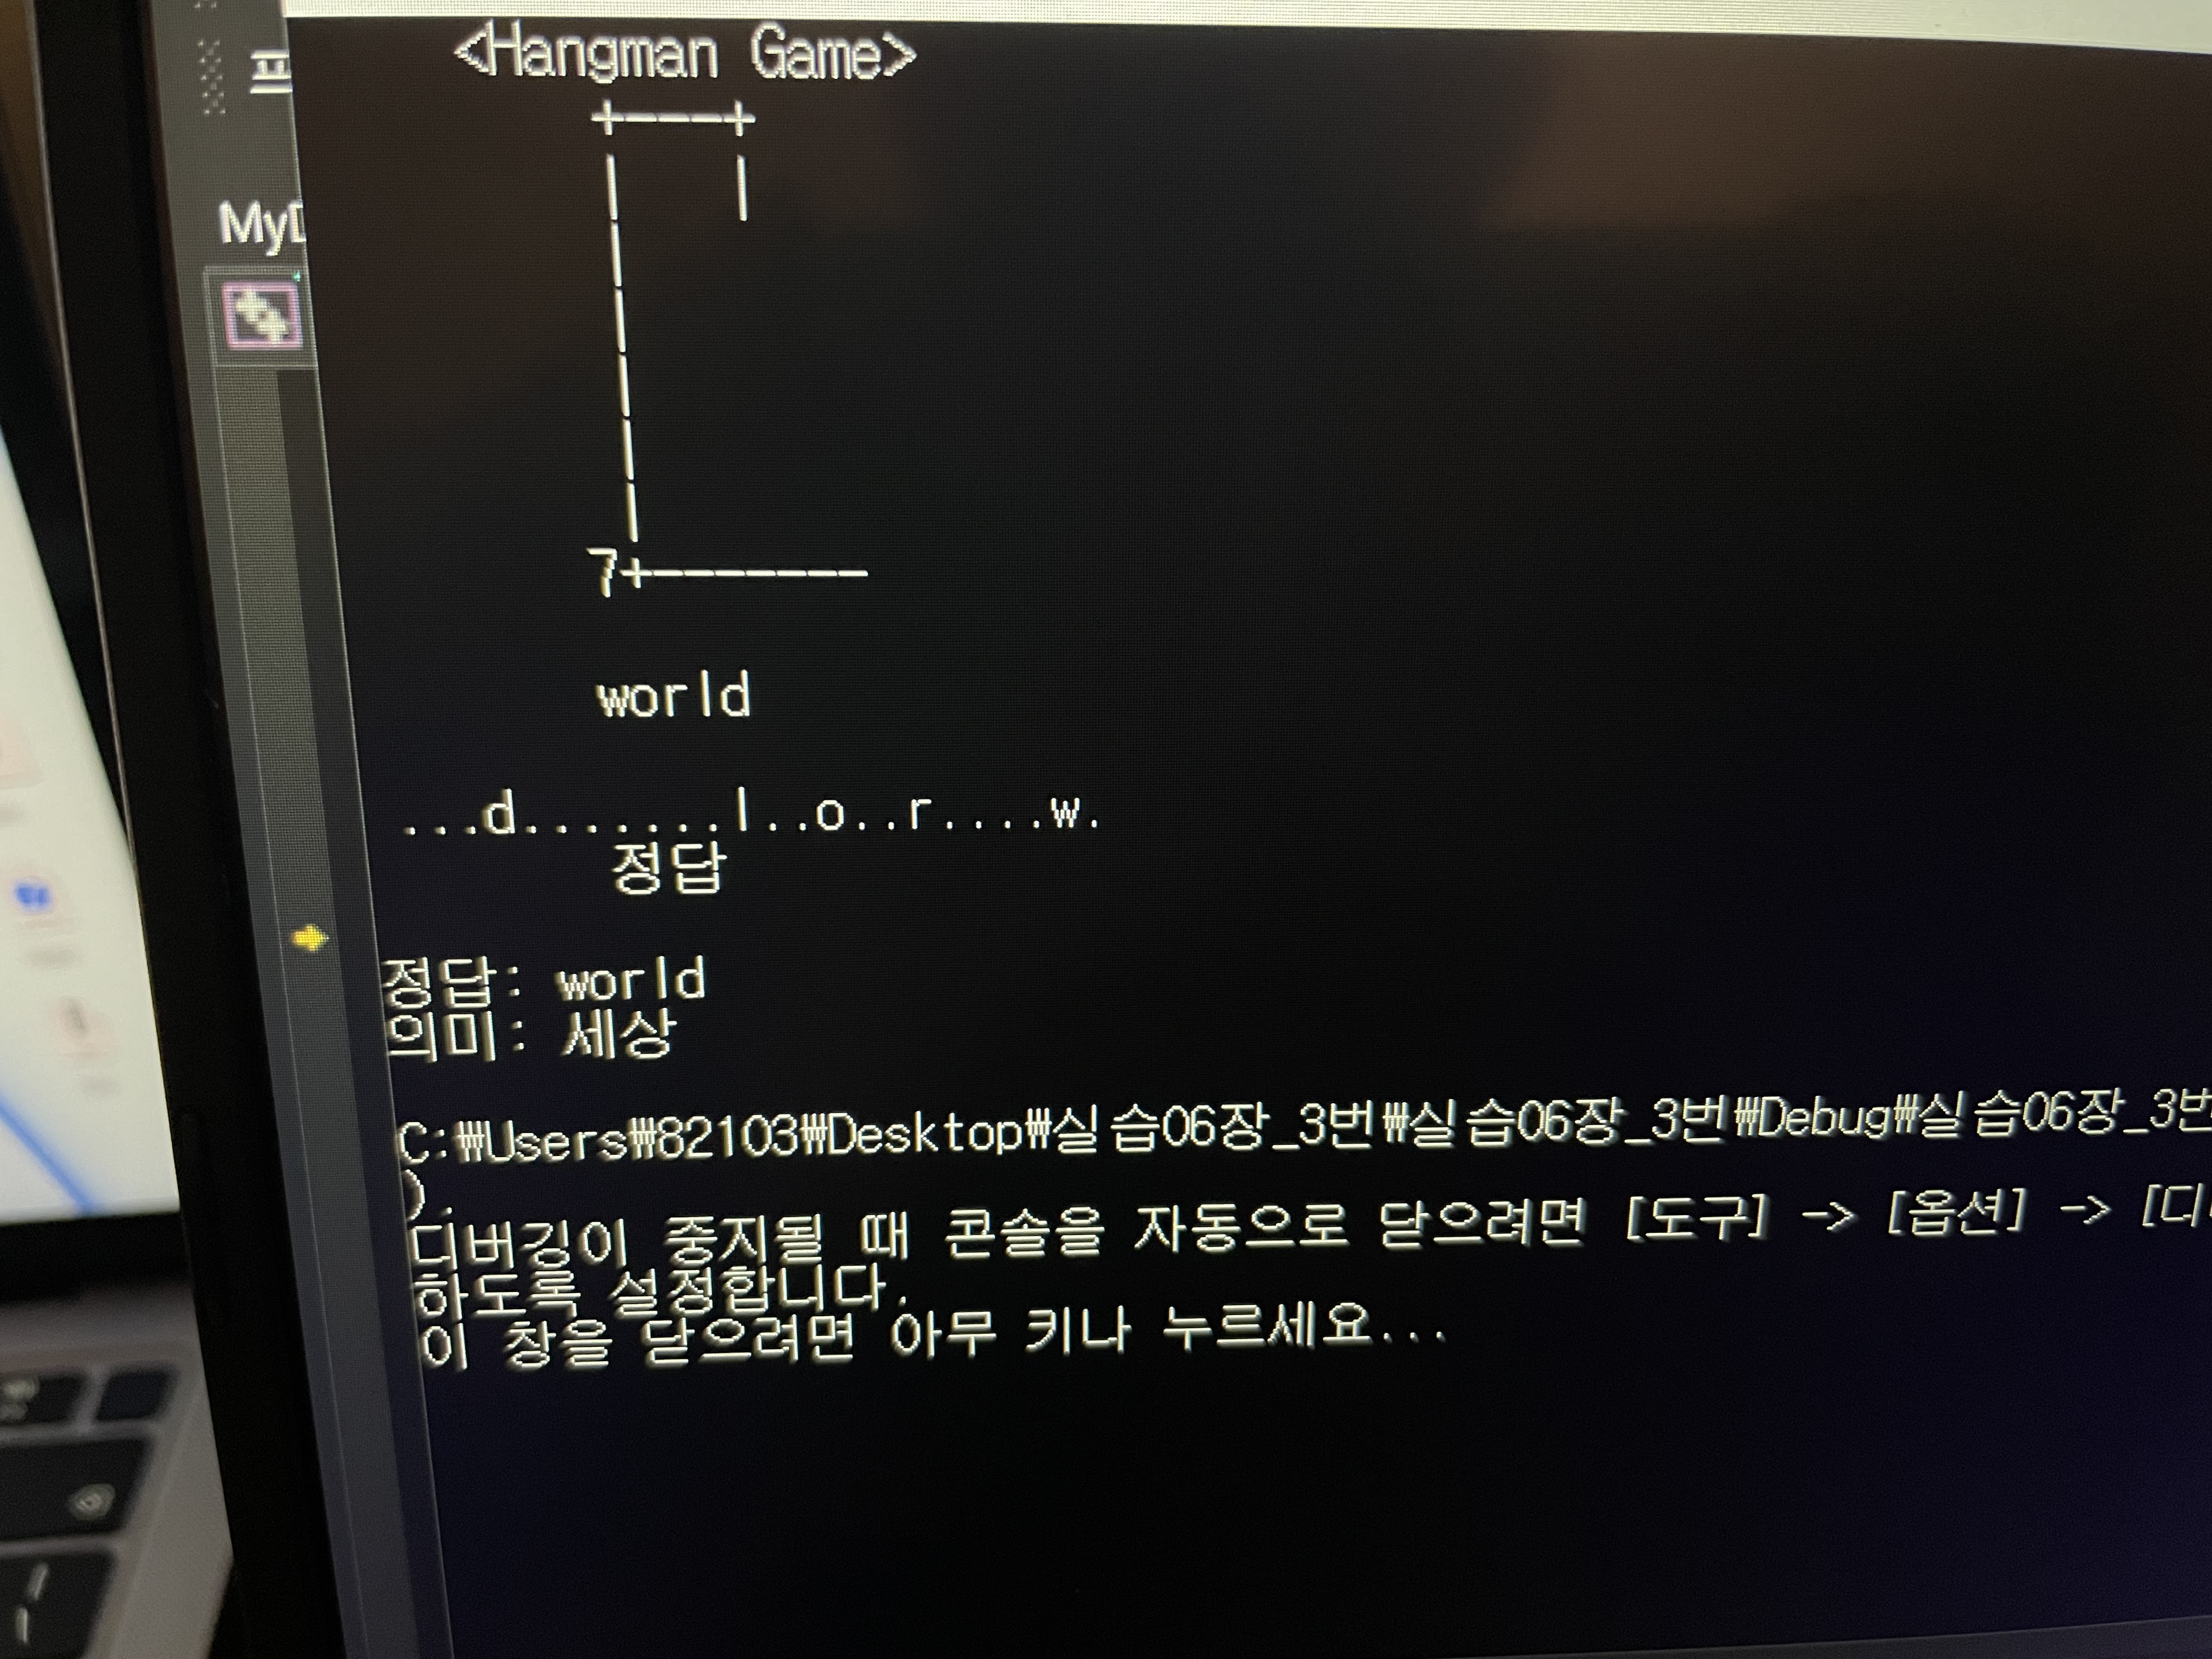 <Hangman Game>
+----+
|    |
|
|
|
|
7+-------
world
...d.......l..o..r....w.
정답
정답: world
의미: 세상
C:₩Users₩82103₩Desktop₩실습06장_3번₩실습06장_3번₩Debug₩실습06장_3번
).
디버깅이 중지될 때 콘솔을 자동으로 닫으려면 [도구] -> [옵션] -> [디
하도록 설정합니다.
이 창을 닫으려면 아무 키나 누르세요...
프
MyD